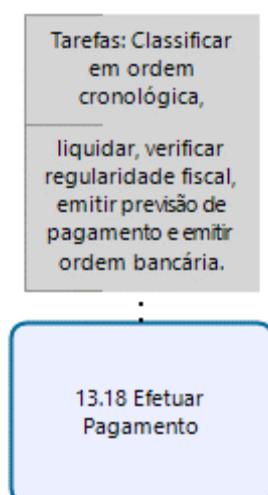 Tarefas: Classificar
em ordem
cronológica,
liquidar, verificar
regularidade fiscal,
emitir previsão de
pagamento e emitir
ordem bancária.
13.18 Efetuar
Pagamento